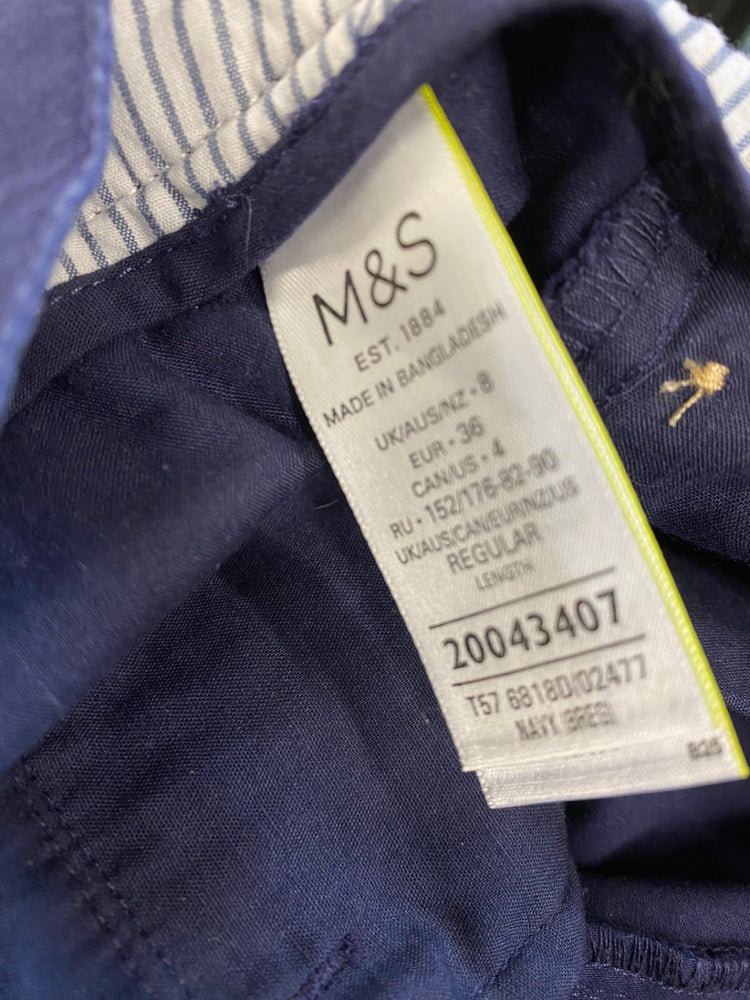 M&S
EST. 1884
MADE IN BANGLADESH
UK/AUS/NZ - 8
EUR - 36
CAN/US - 4
RU - 152/176-82-90
UK/AUS/CAN/EUR/NZ/US
REGULAR
LENGTH
20043407
T57 6818D/02477
NAVY